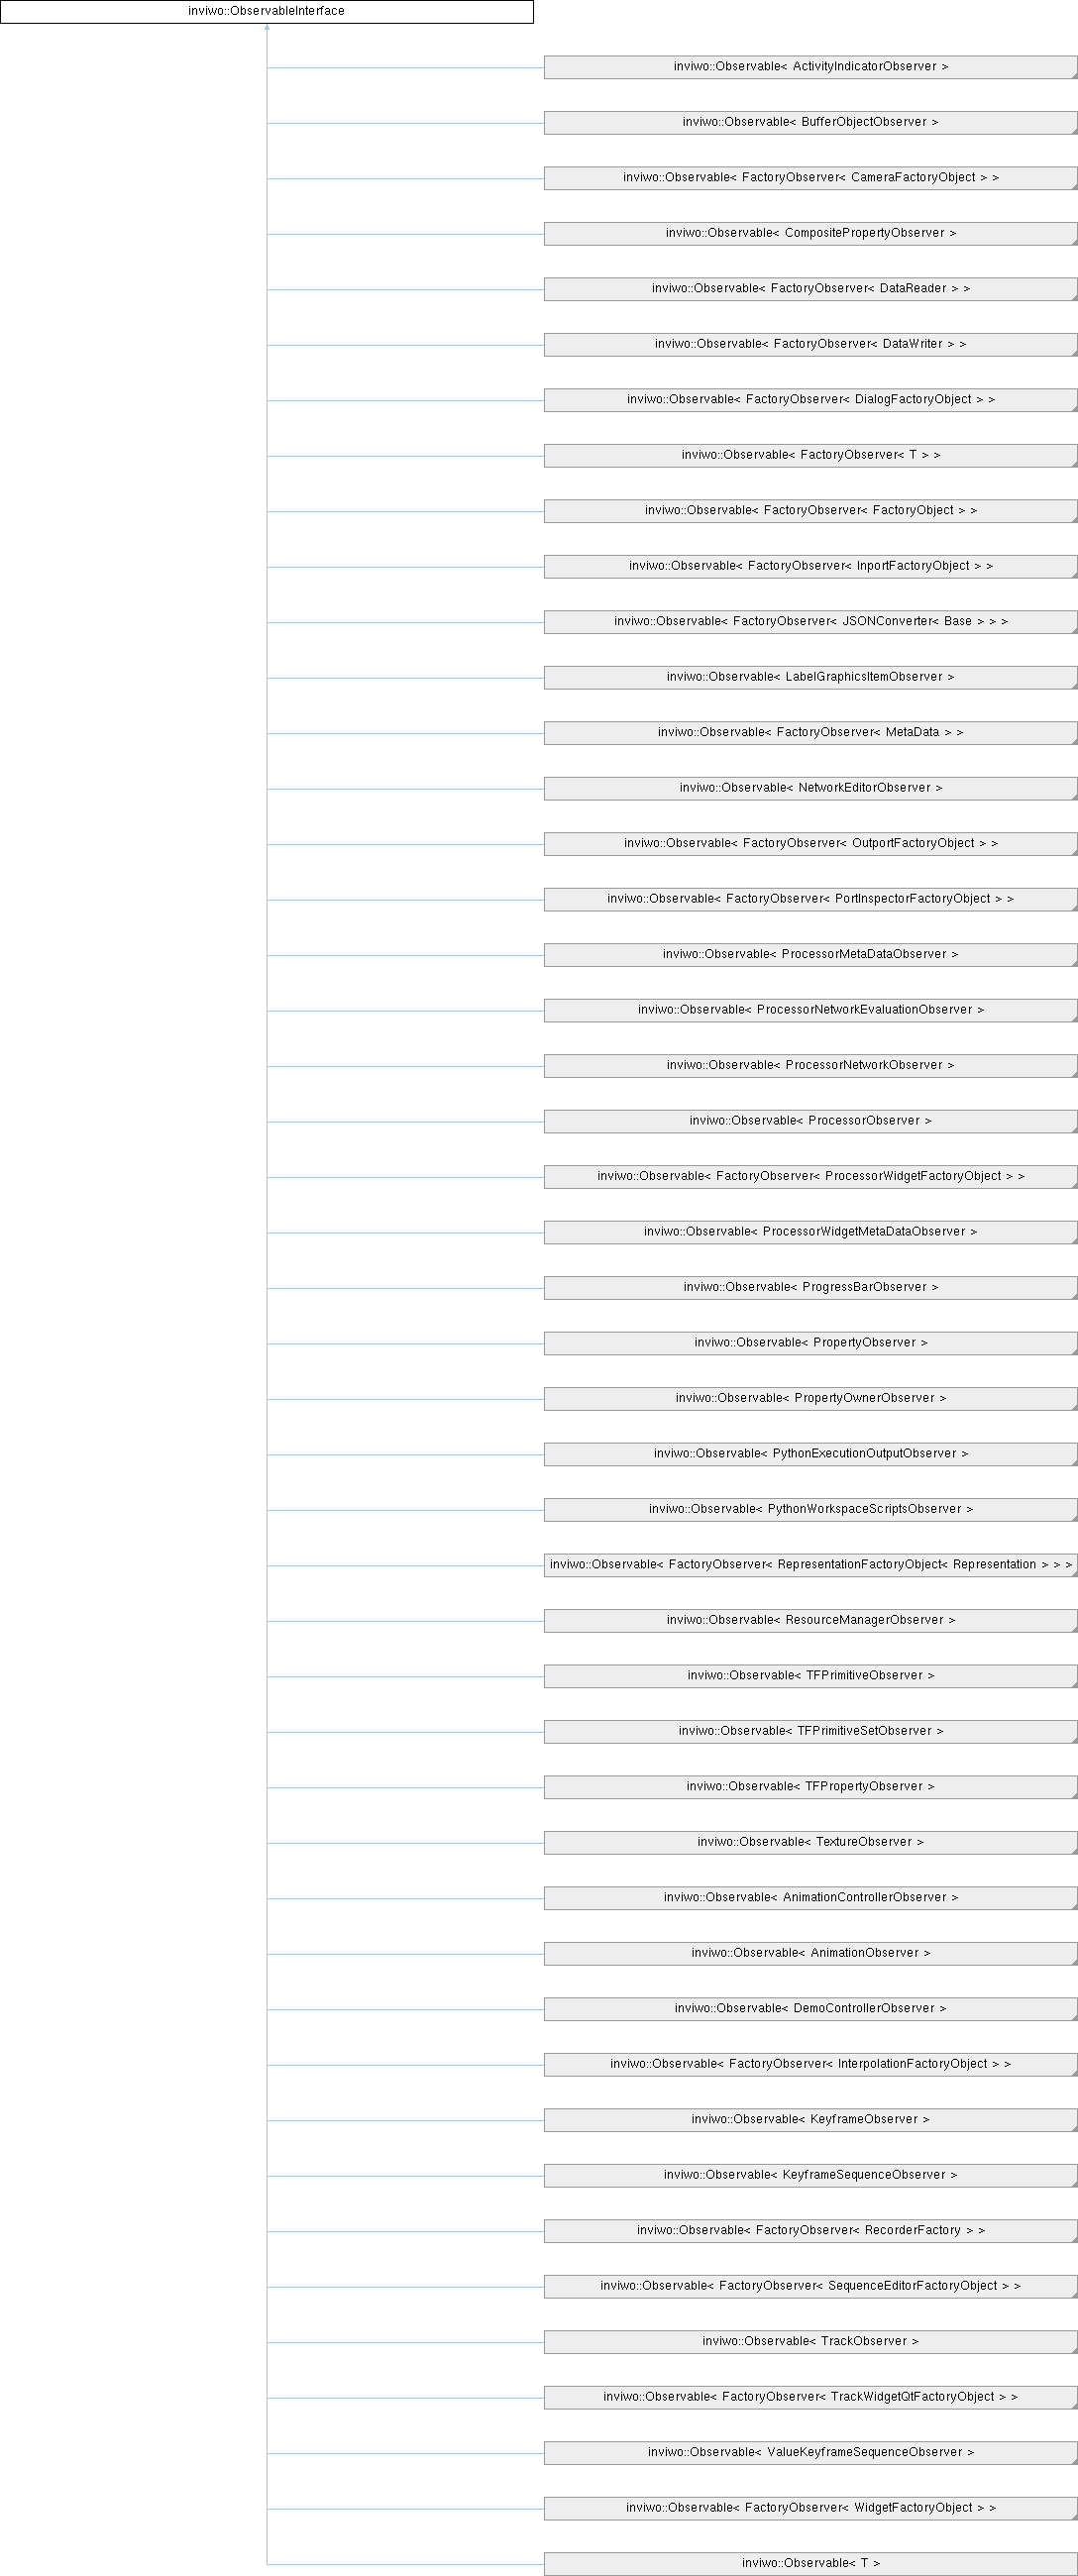 inviwo::ObservableInterface
inviwo::Observable< ActivityIndicatorObserver >
inviwo::Observable< BufferObjectObserver >
inviwo::Observable< FactoryObserver< CameraFactoryObject > >
inviwo::Observable< CompositePropertyObserver >
inviwo::Observable< FactoryObserver< DataReader > >
inviwo::Observable< FactoryObserver< DataWriter > >
inviwo::Observable< FactoryObserver< DialogFactoryObject > >
inviwo::Observable< FactoryObserver< T > >
inviwo::Observable< FactoryObserver< FactoryObject > >
inviwo::Observable< FactoryObserver< InportFactoryObject > >
inviwo::Observable< FactoryObserver< JSONConverter< Base > > >
inviwo::Observable< LabelGraphicsItemObserver >
inviwo::Observable< FactoryObserver< MetaData > >
inviwo::Observable< NetworkEditorObserver >
inviwo::Observable< FactoryObserver< OutportFactoryObject > >
inviwo::Observable< FactoryObserver< PortInspectorFactoryObject > >
inviwo::Observable< ProcessorMetaDataObserver >
inviwo::Observable< ProcessorNetworkEvaluationObserver >
inviwo::Observable< ProcessorNetworkObserver >
inviwo::Observable< ProcessorObserver >
inviwo::Observable< FactoryObserver< ProcessorWidgetFactoryObject > >
inviwo::Observable< ProcessorWidgetMetaDataObserver >
inviwo::Observable< ProgressBarObserver >
inviwo::Observable< PropertyObserver >
inviwo::Observable< PropertyOwnerObserver >
inviwo::Observable< PythonExecutionOutputObserver >
inviwo::Observable< PythonWorkspaceScriptsObserver >
inviwo::Observable< FactoryObserver< RepresentationFactoryObject< Representation > > >
inviwo::Observable< ResourceManagerObserver >
inviwo::Observable< TFPrimitiveObserver >
inviwo::Observable< TFPrimitiveSetObserver >
inviwo::Observable< TFPropertyObserver >
inviwo::Observable< TextureObserver >
inviwo::Observable< AnimationControllerObserver >
inviwo::Observable< AnimationObserver >
inviwo::Observable< DemoControllerObserver >
inviwo::Observable< FactoryObserver< InterpolationFactoryObject > >
inviwo::Observable< KeyframeObserver >
inviwo::Observable< KeyframeSequenceObserver >
inviwo::Observable< FactoryObserver< RecorderFactory > >
inviwo::Observable< FactoryObserver< SequenceEditorFactoryObject > >
inviwo::Observable< TrackObserver >
inviwo::Observable< FactoryObserver< TrackWidgetQtFactoryObject > >
inviwo::Observable< ValueKeyframeSequenceObserver >
inviwo::Observable< FactoryObserver< WidgetFactoryObject > >
inviwo::Observable< T >